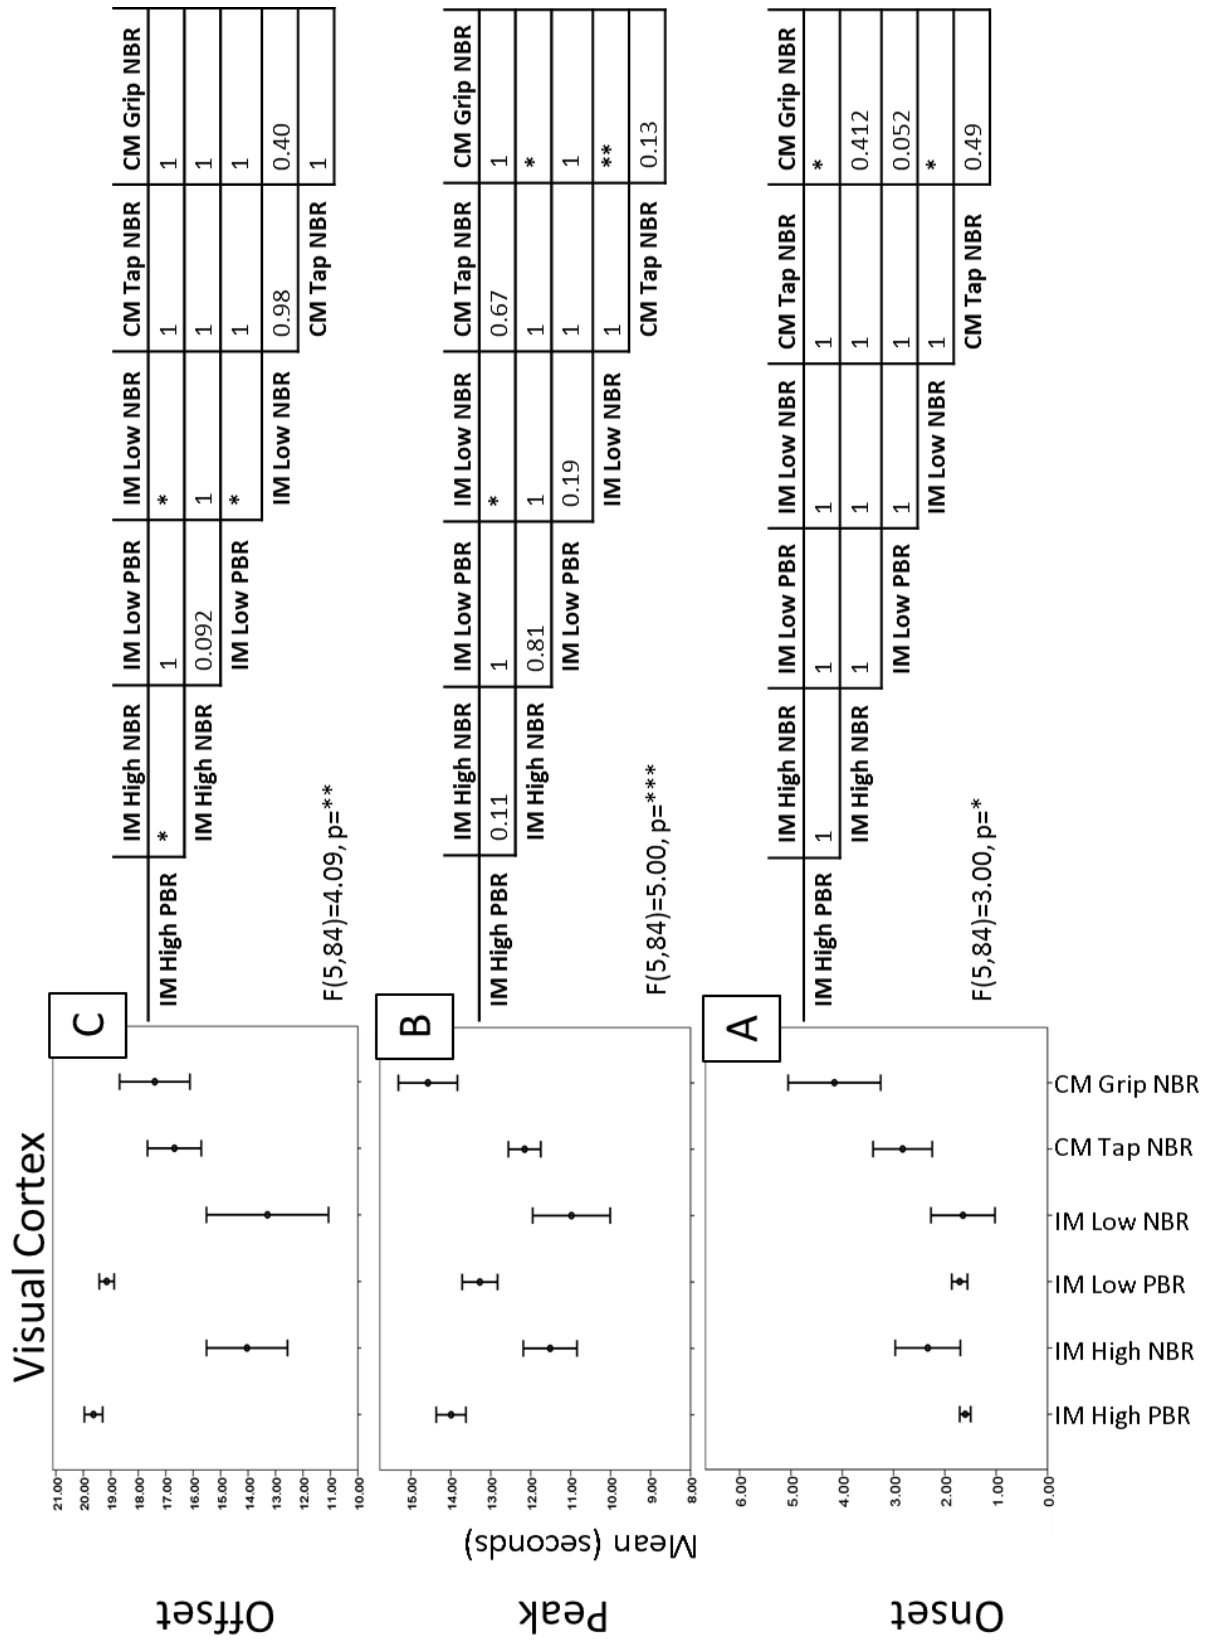 Visual Cortex
Offset
C
21.00
20.00
19.00
18.00
17.00
16.00
15.00
14.00
13.00
12.00
11.00
10.00
IM High NBR IM Low PBR IM Low NBR CM Tap NBR CM Grip NBR
IM High PBR * 1 * 1 1
IM High NBR 0.092 1 1 1
IM Low PBR * 1 1
IM Low NBR 0.98 0.40
CM Tap NBR 1
F(5,84)=4.09, p=**
Peak
Mean (seconds)
B
15.00
14.00
13.00
12.00
11.00
10.00
9.00
8.00
IM High NBR IM Low PBR IM Low NBR CM Tap NBR CM Grip NBR
IM High PBR 0.11 1 * 0.67 1
IM High NBR 0.81 1 1 *
IM Low PBR 0.19 1 1
IM Low NBR 1 **
CM Tap NBR 0.13
F(5,84)=5.00, p=***
Onset
A
6.00
5.00
4.00
3.00
2.00
1.00
0.00
IM High PBR
IM High NBR
IM Low PBR
IM Low NBR
CM Tap NBR
CM Grip NBR
IM High NBR IM Low PBR IM Low NBR CM Tap NBR CM Grip NBR
IM High PBR 1 1 1 1 *
IM High NBR 1 1 1 0.412
IM Low PBR 1 1 0.052
IM Low NBR 1 *
CM Tap NBR 0.49
F(5,84)=3.00, p=*